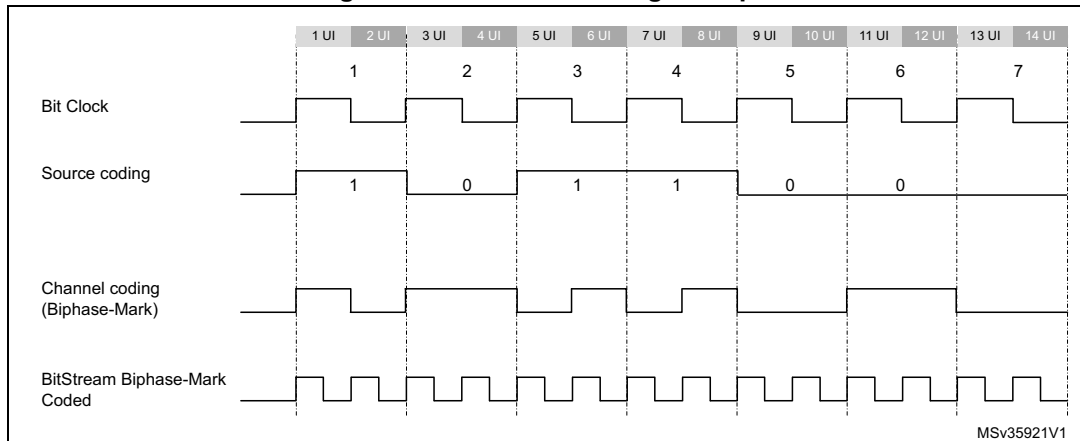 1 UI 2 UI 3 UI 4 UI 5 UI 6 UI 7 UI 8 UI 9 UI 10 UI 11 UI 12 UI 13 UI 14 UI
1 2 3 4 5 6 7
Bit Clock
Source coding
1 0 1 1 0 0
Channel coding
(Biphase-Mark)
BitStream Biphase-Mark
Coded
MSv35921V1